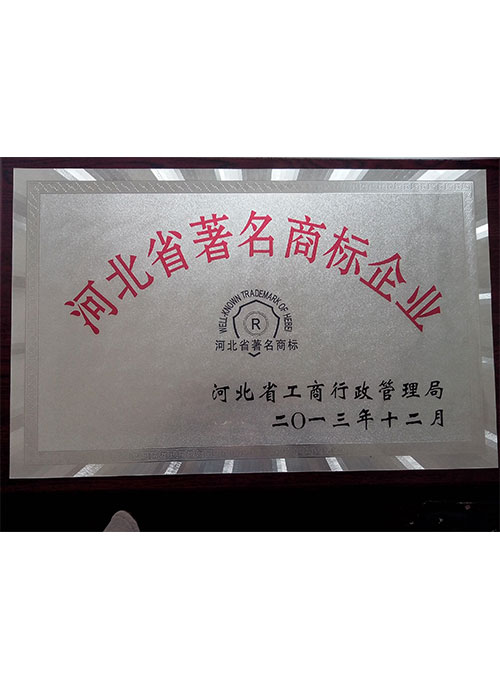 河北省著名商标企业
WELL-KNOWN TRADEMARK OF HEBEI
R
河北省著名商标
河北省工商行政管理局
二〇一三年十二月